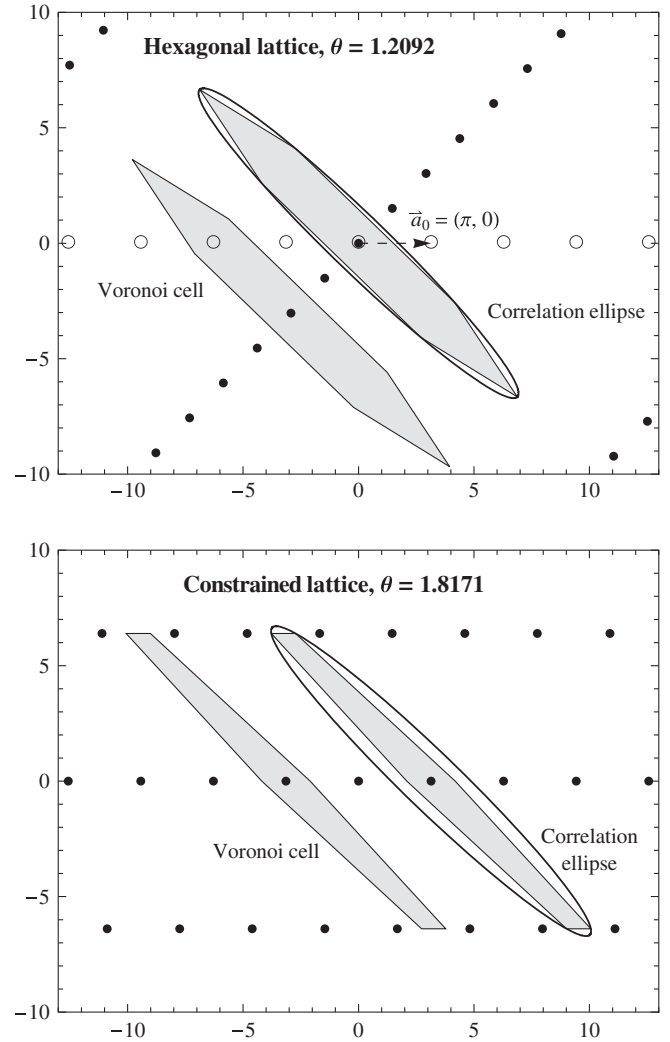 10
Hexagonal lattice, θ = 1.2092
5
a⃗₀ = (π, 0)
0
Voronoi cell
Correlation ellipse
−5
−10
−10 −5 0 5 10
10
Constrained lattice, θ = 1.8171
5
0
Voronoi cell
Correlation
ellipse
−5
−10
−10 −5 0 5 10